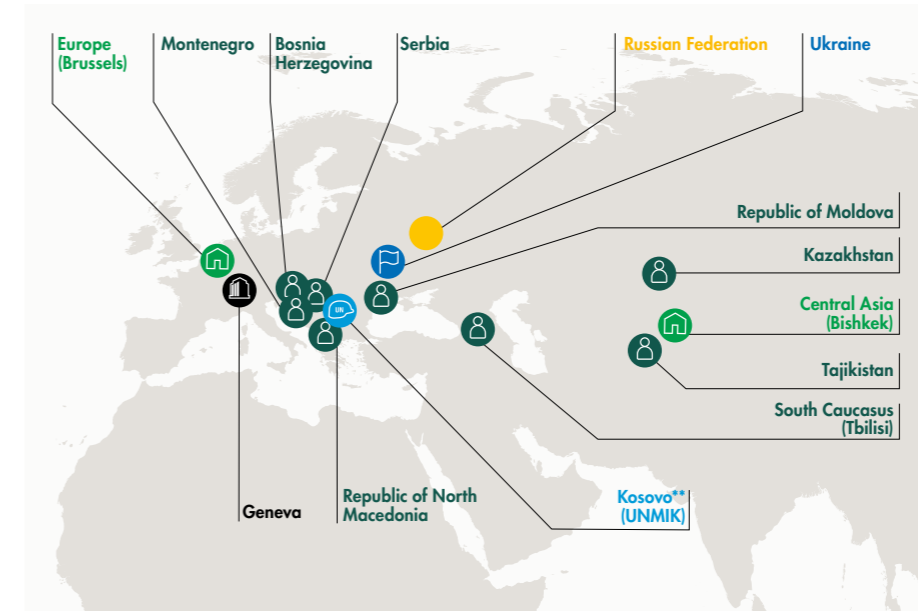 Europe
(Brussels)
Montenegro
Bosnia
Herzegovina
Serbia
Russian Federation
Ukraine
Republic of Moldova
Kazakhstan
Central Asia
(Bishkek)
Tajikistan
South Caucasus
(Tbilisi)
UN
Geneva
Republic of North
Macedonia
Kosovo**
(UNMIK)